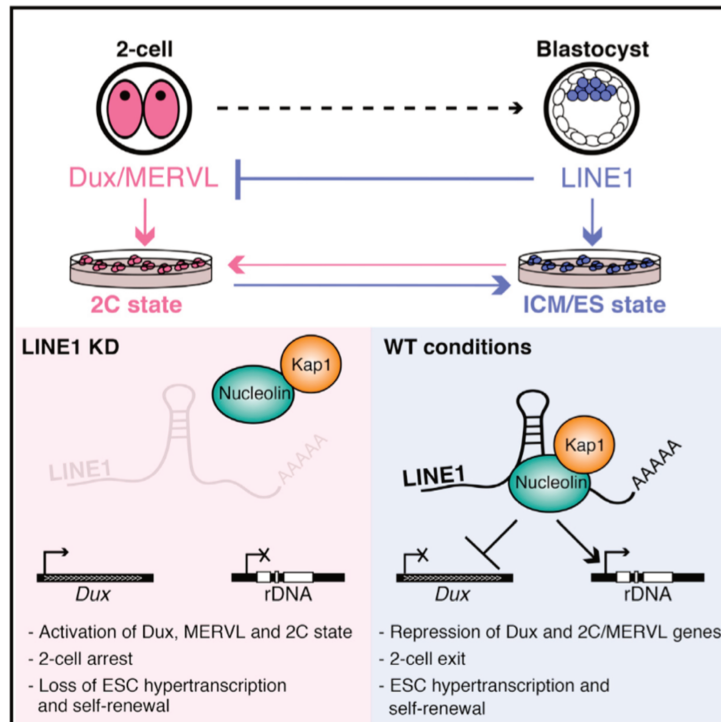 2-cell
Blastocyst
Dux/MERVL
LINE1
2C state
ICM/ES state
LINE1 KD
Kap1
Nucleolin
LINE1
AAAAA
Dux
rDNA
- Activation of Dux, MERVL and 2C state
- 2-cell arrest
- Loss of ESC hypertranscription
and self-renewal
WT conditions
Kap1
Nucleolin
LINE1
AAAAA
Dux
rDNA
- Repression of Dux and 2C/MERVL genes
- 2-cell exit
- ESC hypertranscription and
self-renewal